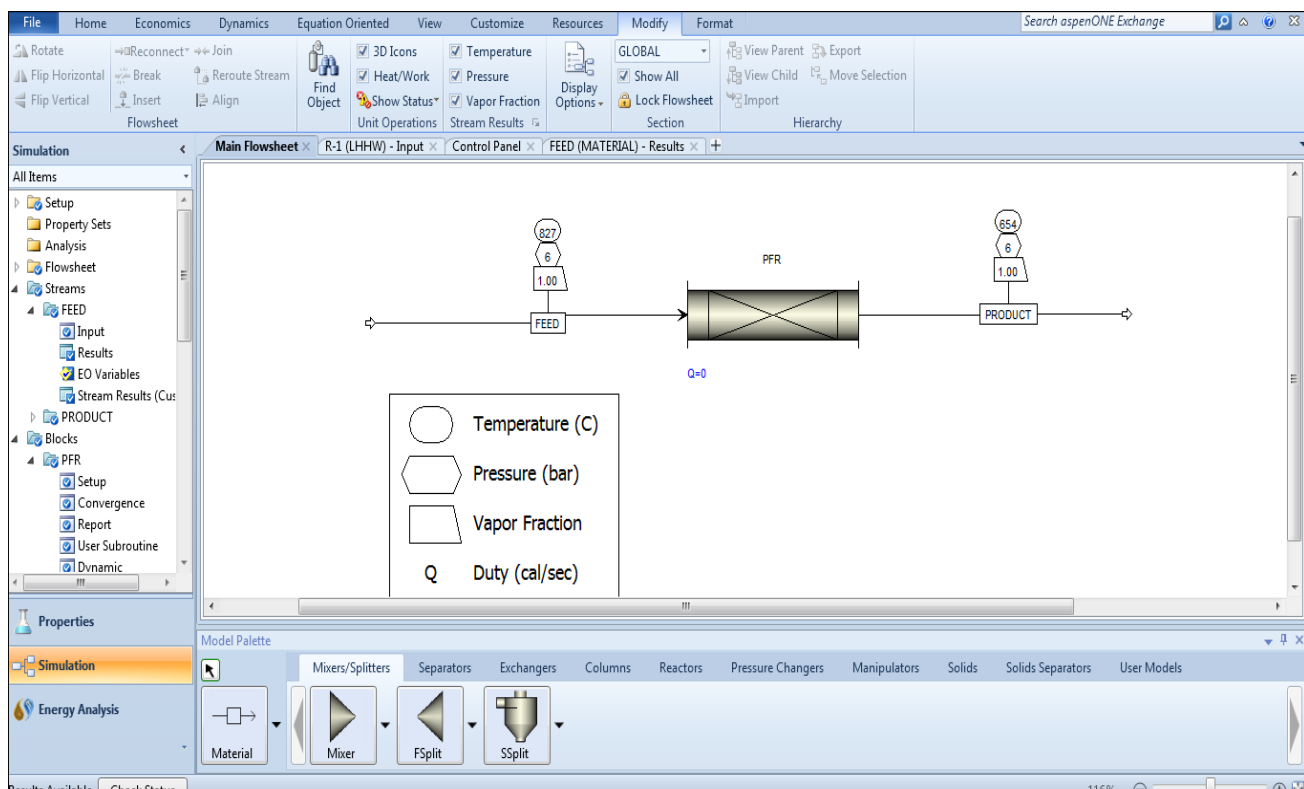 File Home Economics Dynamics Equation Oriented View Customize Resources Modify Format Search aspenONE Exchange
Rotate Reconnect Join
Flip Horizontal Break Reroute Stream
Flip Vertical Insert Align
Flowsheet
Find Object
3D Icons
Heat/Work
Show Status
Unit Operations
Temperature
Pressure
Vapor Fraction
Stream Results
Display Options
GLOBAL
Show All
Lock Flowsheet
Section
View Parent Export
View Child Move Selection
Import
Hierarchy
Simulation
Main Flowsheet R-1 (LHHW) - Input Control Panel FEED (MATERIAL) - Results
All Items
Setup
Property Sets
Analysis
Flowsheet
Streams
FEED
Input
Results
EO Variables
Stream Results (Cus
PRODUCT
Blocks
PFR
Setup
Convergence
Report
User Subroutine
Dynamic
Properties
Simulation
Energy Analysis
827
6
1.00
FEED
PFR
Q=0
654
6
1.00
PRODUCT
Temperature (C)
Pressure (bar)
Vapor Fraction
Q Duty (cal/sec)
Model Palette
Mixers/Splitters Separators Exchangers Columns Reactors Pressure Changers Manipulators Solids Solids Separators User Models
Material Mixer FSplit SSplit
Results Available Check Status 116%